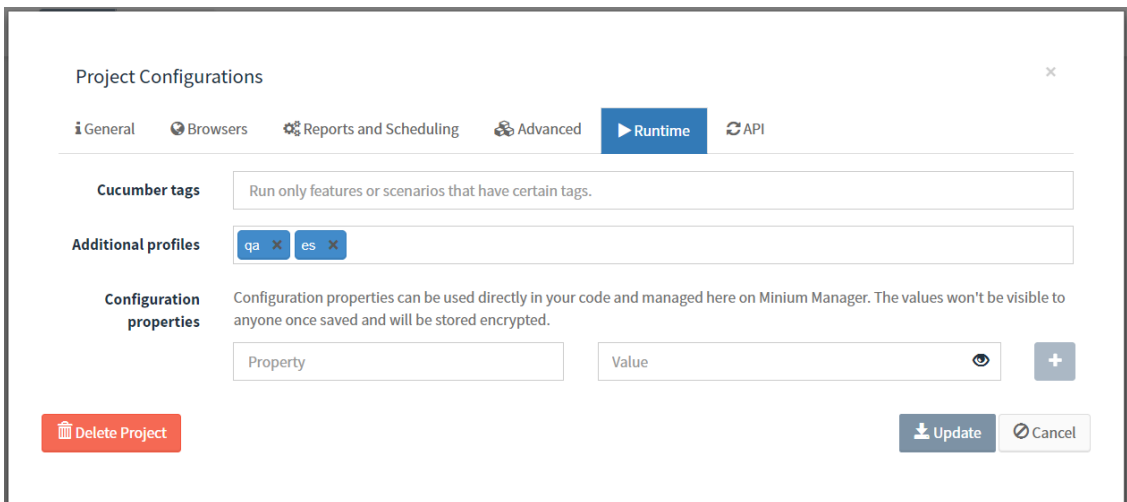 Project Configurations
×
General Browsers Reports and Scheduling Advanced Runtime API
Cucumber tags Run only features or scenarios that have certain tags.
Additional profiles qa × es ×
Configuration properties
Configuration properties can be used directly in your code and managed here on Minium Manager. The values won't be visible to
anyone once saved and will be stored encrypted.
Property Value
Delete Project Update Cancel